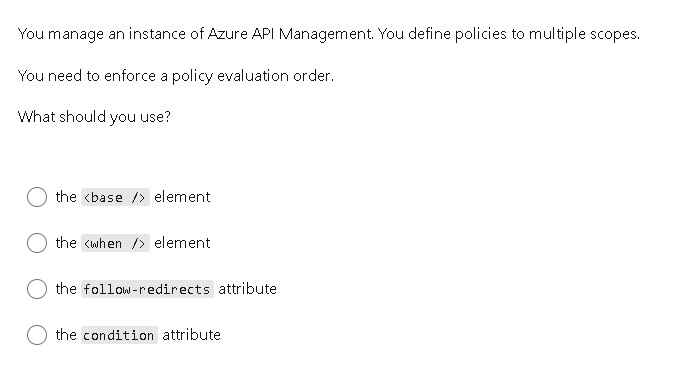 You manage an instance of Azure API Management. You define policies to multiple scopes.
You need to enforce a policy evaluation order.
What should you use?
the <base /> element
the <when /> element
the follow-redirects attribute
the condition attribute